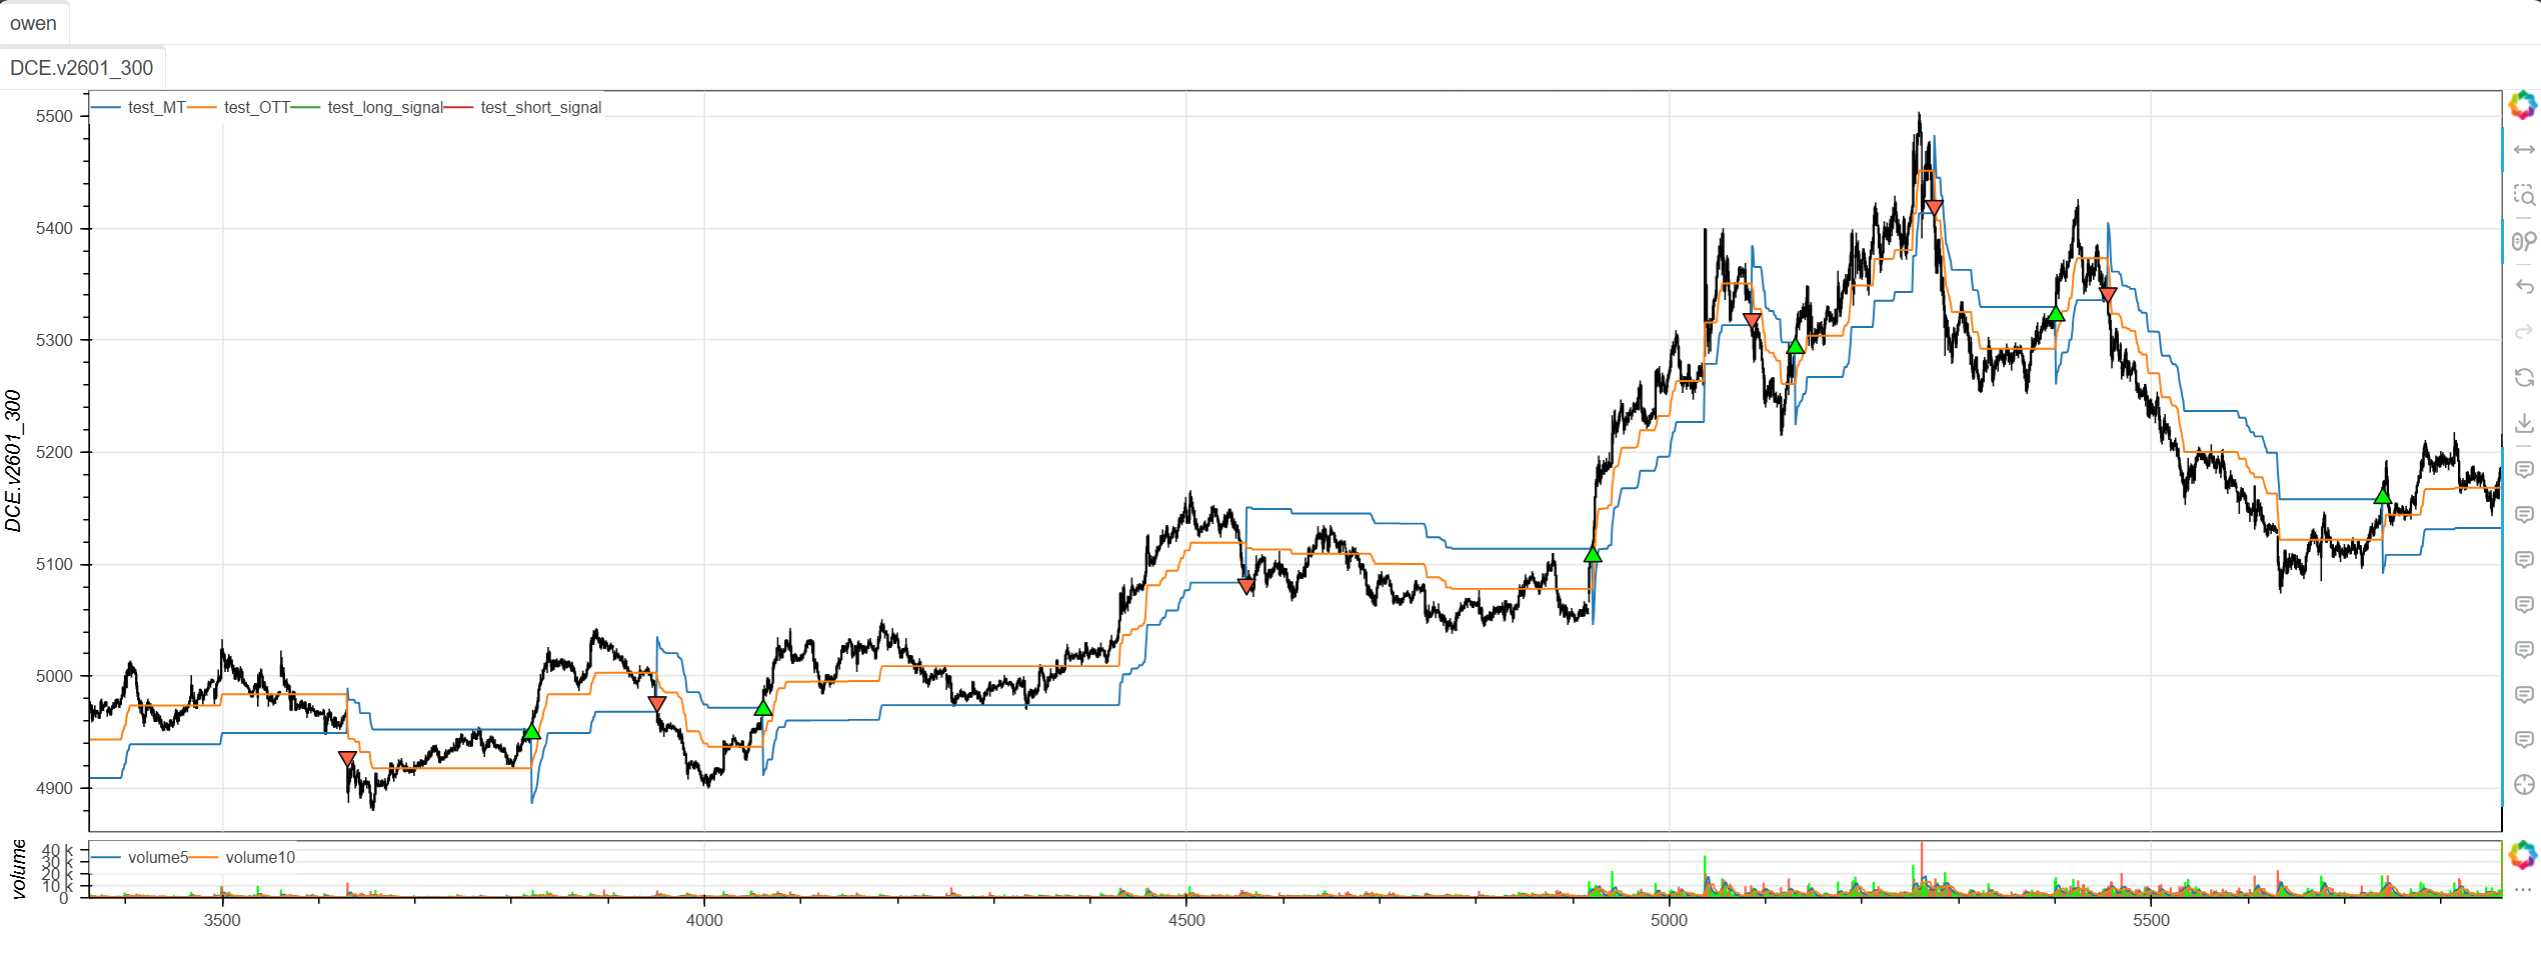 owen
DCE.v2601_300
test_MT test_OTT test_long_signal test_short_signal
5500
5400
5300
5200
5100
5000
4900
DCE.v2601_300
volume5 volume10
40 k
30 k
20 k
10 k
0
volume
3500 4000 4500 5000 5500